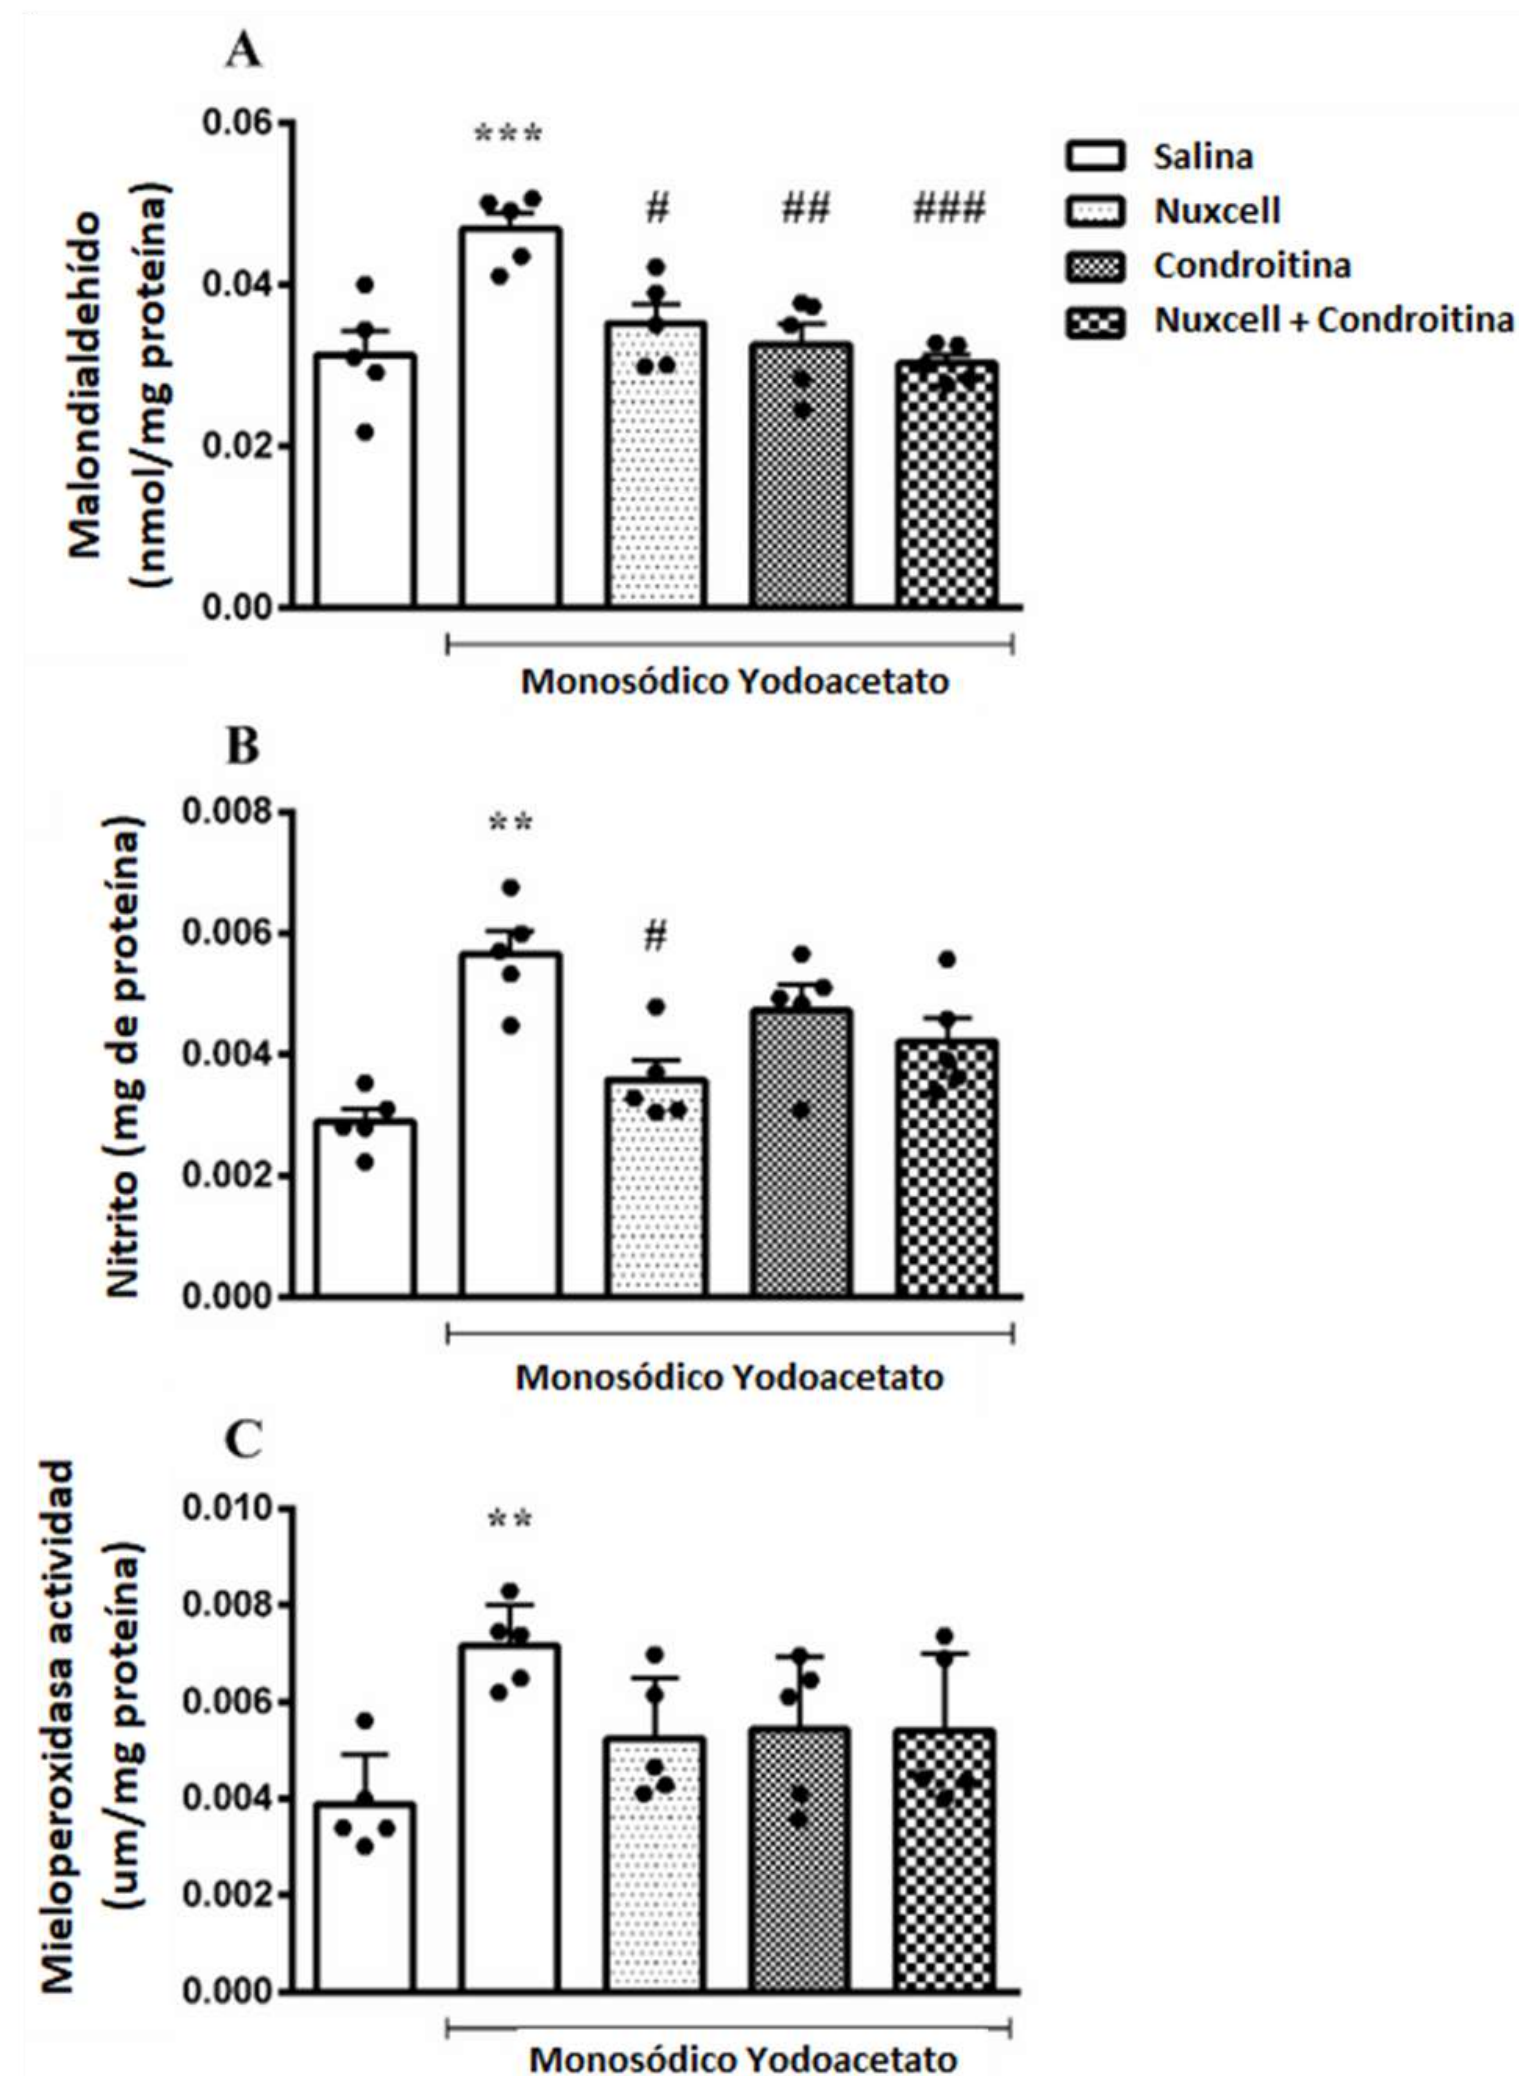 A
Malondialdehído
(nmol/mg proteína)
0.06
0.04
0.02
0.00
***
#
##
###
Salina
Nuxcell
Condroitina
Nuxcell + Condroitina
Monosódico Yodoacetato
B
Nitrito (mg de proteína)
0.008
0.006
0.004
0.002
0.000
**
#
Monosódico Yodoacetato
C
Mieloperoxidasa actividad
(um/mg proteína)
0.010
0.008
0.006
0.004
0.002
0.000
**
Monosódico Yodoacetato